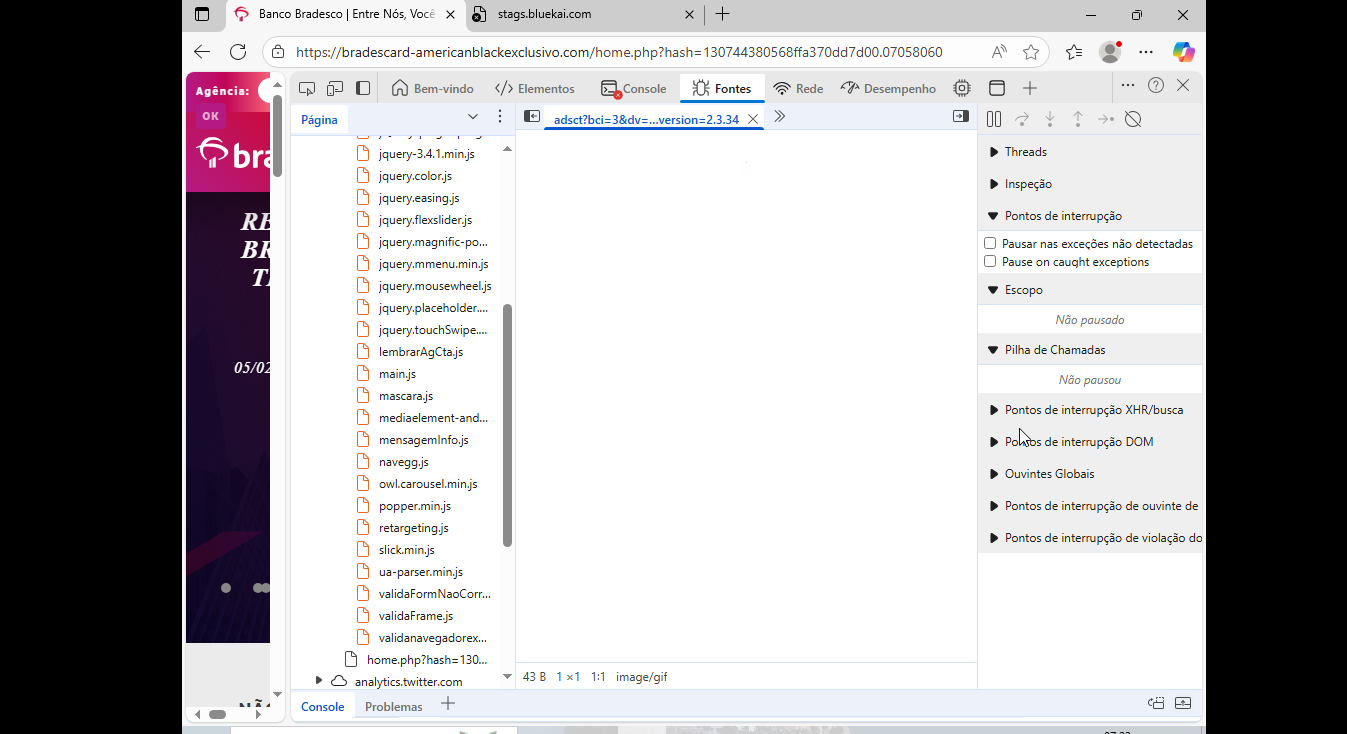 Banco Bradesco | Entre Nós, Você
stags.bluekai.com
https://bradescard-americanblackexclusivo.com/home.php?hash=130744380568ffa370dd7d00.07058060
Agência:
OK
bra
RE
BR
T
05/02
Bem-vindo
Elementos
Console
Fontes
Rede
Desempenho
Página
adsct?bci=3&dv=...version=2.3.34
jquery-3.4.1.min.js
jquery.color.js
jquery.easing.js
jquery.flexslider.js
jquery.magnific-po...
jquery.mmenu.min.js
jquery.mousewheel.js
jquery.placeholder....
jquery.touchSwipe....
lembrarAgCta.js
main.js
mascara.js
mediaelement-and...
mensagemInfo.js
navegg.js
owl.carousel.min.js
popper.min.js
retargeting.js
slick.min.js
ua-parser.min.js
validaFormNaoCorr...
validaFrame.js
validanavegadorex...
home.php?hash=130...
analytics.twitter.com
43 B 1×1 1:1 image/gif
Threads
Inspeção
Pontos de interrupção
Pausar nas exceções não detectadas
Pause on caught exceptions
Escopo
Não pausado
Pilha de Chamadas
Não pausou
Pontos de interrupção XHR/busca
Pontos de interrupção DOM
Ouvintes Globais
Pontos de interrupção de ouvinte de
Pontos de interrupção de violação do
Console
Problemas